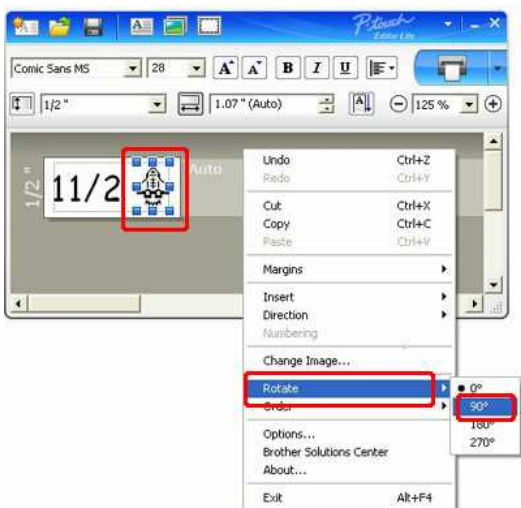 P-touch
Editor Lite
Comic Sans MS 28 A A B I U
1/2 " 1.07 " (Auto) A 125 %
1/2 " 11/2 Auto
Undo Ctrl+Z
Redo Ctrl+Y
Cut Ctrl+X
Copy Ctrl+C
Paste Ctrl+V
Margins
Insert
Direction
Numbering
Change Image...
Rotate 0°
Order 90°
180°
Options... 270°
Brother Solutions Center
About...
Exit Alt+F4